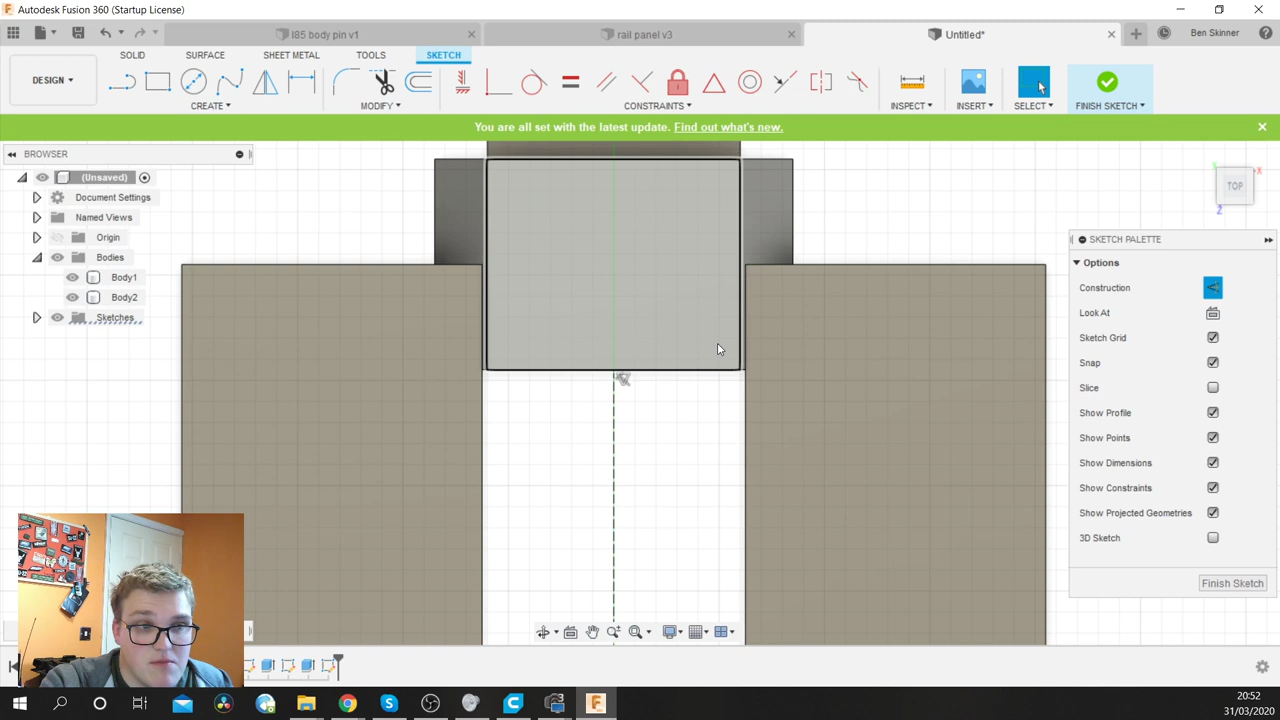 Autodesk Fusion 360 (Startup License)
I85 body pin v1
rail panel v3
Untitled*
Ben Skinner
DESIGN
SOLID
SURFACE
SHEET METAL
TOOLS
SKETCH
CREATE
MODIFY
CONSTRAINTS
INSPECT
INSERT
SELECT
FINISH SKETCH
You are all set with the latest update. Find out what's new.
BROWSER
(Unsaved)
Document Settings
Named Views
Origin
Bodies
Body1
Body2
Sketches
TOP
X
Z
SKETCH PALETTE
Options
Construction
Look At
Sketch Grid
Snap
Slice
Show Profile
Show Points
Show Dimensions
Show Constraints
Show Projected Geometries
3D Sketch
Finish Sketch
20:52
31/03/2020